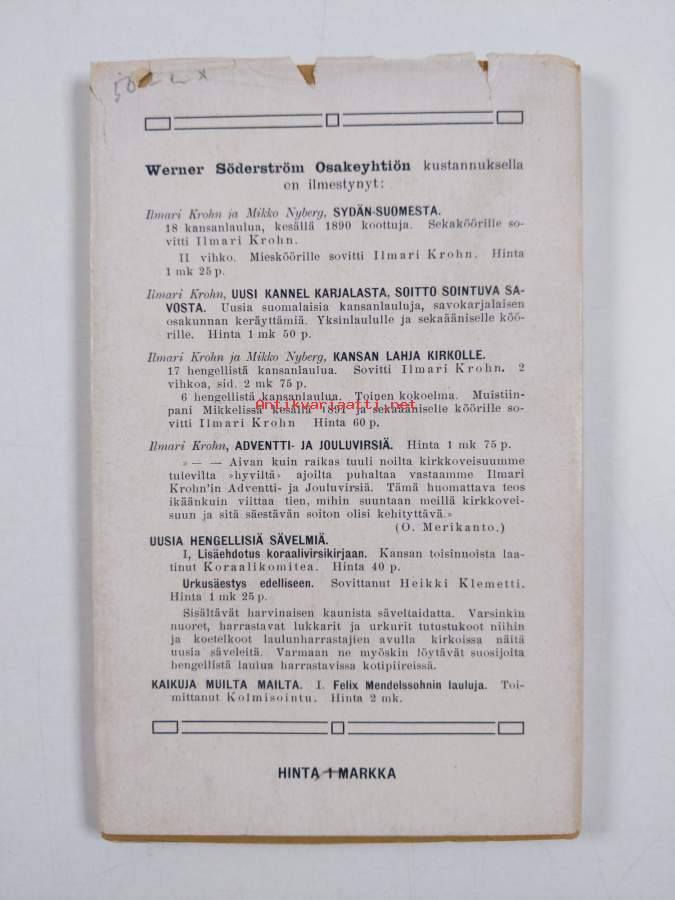 Werner Söderström Osakeyhtiön kustannuksella
on ilmestynyt:
Ilmari Krohn ja Mikko Nyberg, SYDÄN-SUOMESTA.
18 kansanlaulua, kesällä 1890 koottuja. Sekaköörille so-
vitti Ilmari Krohn.
II vihko. Miesköörille sovitti Ilmari Krohn. Hinta
1 mk 25 p.
Ilmari Krohn, UUSI KANNEL KARJALASTA, SOITTO SOINTUVA SA-
VOSTA. Uusia suomalaisia kansanlauluja, savokarjalaisen
osakunnan keräyttämiä. Yksinlaululle ja sekaääniselle köö-
rille. Hinta 1 mk 50 p.
Ilmari Krohn ja Mikko Nyberg, KANSAN LAHJA KIRKOLLE.
17 hengellistä kansanlaulua. Sovitti Ilmari Krohn. 2
vihkoa, sid. 2 mk 75 p.
6 hengellistä kansanlaulua. Toinen kokoelma. Muistiin-
Antikvariaatti.net
pani Mikkelissä kesällä 1891 ja sekaääniselle köörille so-
vitti Ilmari Krohn Hinta 60 p.
Ilmari Krohn, ADVENTTI- JA JOULUVIRSIÄ. Hinta 1 mk 75 p.
»— — Aivan kuin raikas tuuli noilta kirkkoveisuumme
tulevilta »hyviltä» ajoilta puhaltaa vastaamme Ilmari
Krohn'in Adventti- ja Jouluvirsiä. Tämä huomattava teos
ikäänkuin viittaa tien, mihin suuntaan meillä kirkkovei-
suun ja sitä säestävän soiton olisi kehityttävä.»
(O. Merikanto.)
UUSIA HENGELLISIÄ SÄVELMIÄ.
I, Lisäehdotus koraalivirsikirjaan. Kansan toisinnoista laa-
tinut Koraalikomitea. Hinta 40 p.
Urkusäestys edelliseen. Sovittanut Heikki Klemetti.
Hinta 1 mk 25 p.
Sisältävät harvinaisen kaunista säveltaidatta. Varsinkin
nuoret, harrastavat lukkarit ja urkurit tutustukoot niihin
ja koetelkoot laulunharrastajien avulla kirkoissa näitä
uusia säveleitä. Varmaan ne myöskin löytävät suosijoita
hengellistä laulua harrastavissa kotipiireissä.
KAIKUJA MUILTA MAILTA. I. Felix Mendelssohnin lauluja. Toi-
mittanut Kolmisointu. Hinta 2 mk.
HINTA 1 MARKKA